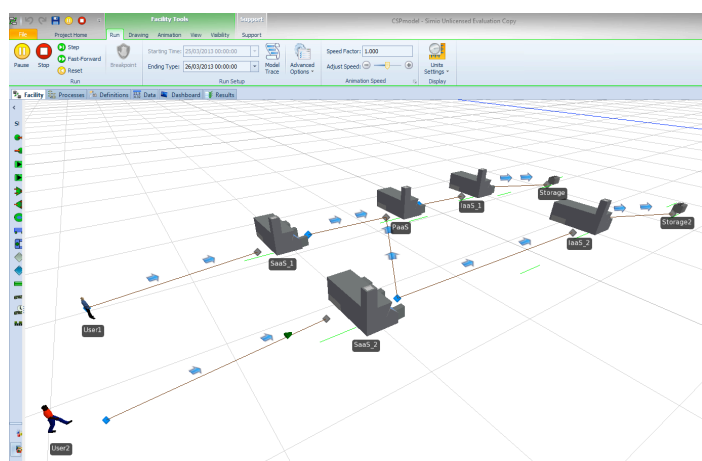 Facility Tools
Support
CSPmodel - Simio Unlicensed Evaluation Copy
File
Project Home
Run
Drawing
Animation
View
Visibility
Support
Pause
Stop
Step
Fast-Forward
Reset
Breakpoint
Starting Time: 25/03/2013 00:00:00
Ending Type: 26/03/2013 00:00:00
Model Trace
Advanced Options
Speed Factor: 1.000
Adjust Speed:
Units Settings
Run
Run Setup
Animation Speed
Display
Facility
Processes
Definitions
Data
Dashboard
Results
Storage
IaaS_1
Storage2
PaaS
IaaS_2
SaaS_1
User1
SaaS_2
User2